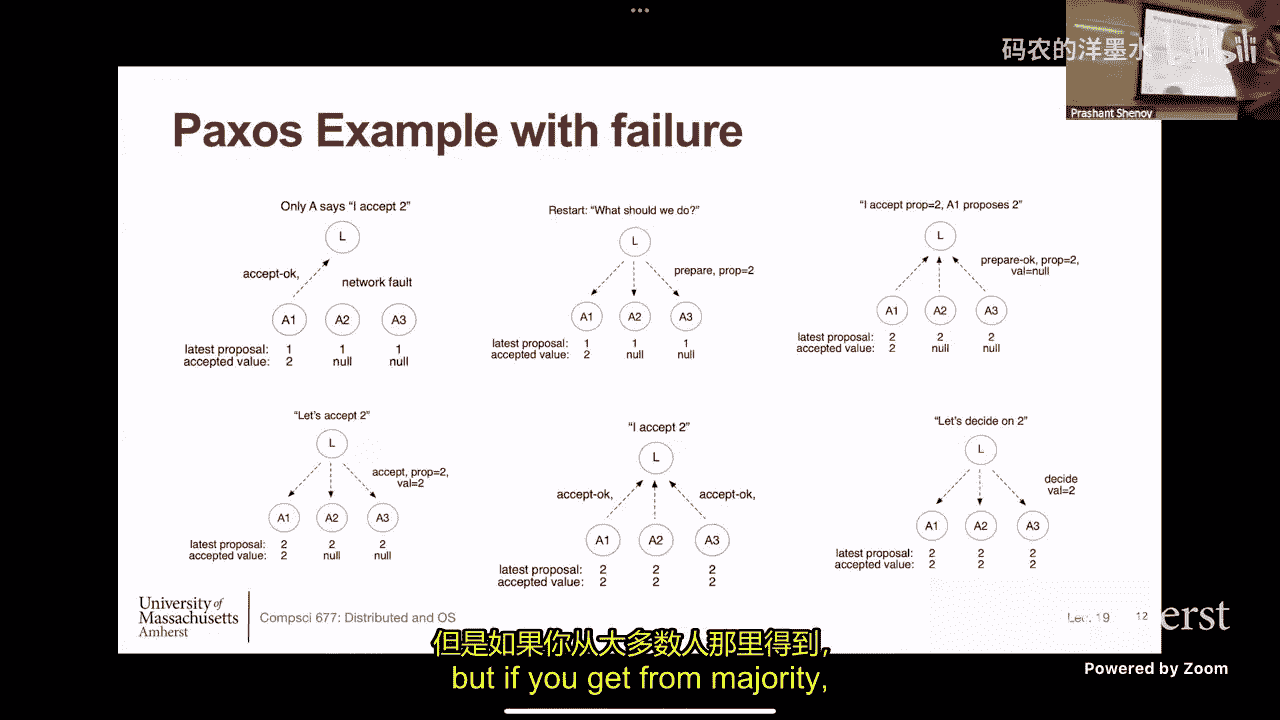 码农的洋墨水
bili
Prashant Shenoy
Paxos Example with failure
Only A says “I accept 2”
L
accept-ok,
network fault
A1 A2 A3
latest proposal: 1 1 1
accepted value: 2 null null
Restart: “What should we do?”
L
prepare, prop=2
A1 A2 A3
latest proposal: 1 1 1
accepted value: 2 null null
“I accept prop=2, A1 proposes 2”
L
prepare-ok, prop=2,
val=null
A1 A2 A3
latest proposal: 2 2 2
accepted value: 2 null null
“Let’s accept 2”
L
accept, prop=2,
val=2
A1 A2 A3
latest proposal: 2 2 2
accepted value: 2 null null
“I accept 2”
L
accept-ok, accept-ok,
A1 A2 A3
latest proposal: 2 2 2
accepted value: 2 2 2
“Let’s decide on 2”
L
decide
val=2
A1 A2 A3
latest proposal: 2 2 2
accepted value: 2 2 2
University of
Massachusetts
Amherst
Compsci 677: Distributed and OS
Lec. 19 12
erst
但是如果你从大多数人那里得到，
but if you get from majority,
Powered by Zoom